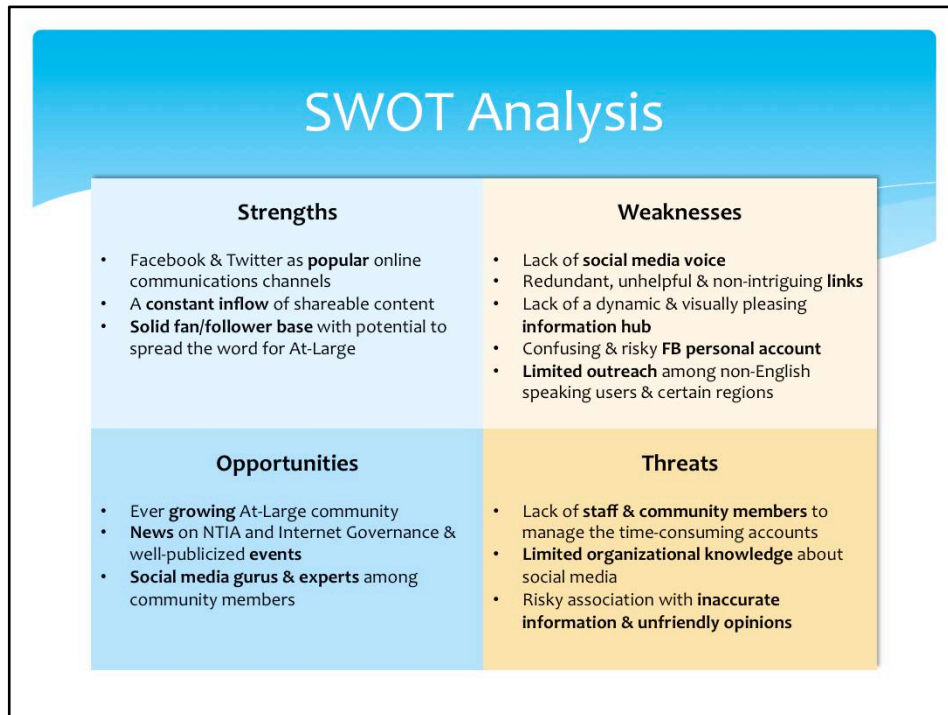 SWOT Analysis
Strengths
• Facebook & Twitter as popular online
communications channels
• A constant inflow of shareable content
• Solid fan/follower base with potential to
spread the word for At-Large
Weaknesses
• Lack of social media voice
• Redundant, unhelpful & non-intriguing links
• Lack of a dynamic & visually pleasing
information hub
• Confusing & risky FB personal account
• Limited outreach among non-English
speaking users & certain regions
Opportunities
• Ever growing At-Large community
• News on NTIA and Internet Governance &
well-publicized events
• Social media gurus & experts among
community members
Threats
• Lack of staff & community members to
manage the time-consuming accounts
• Limited organizational knowledge about
social media
• Risky association with inaccurate
information & unfriendly opinions